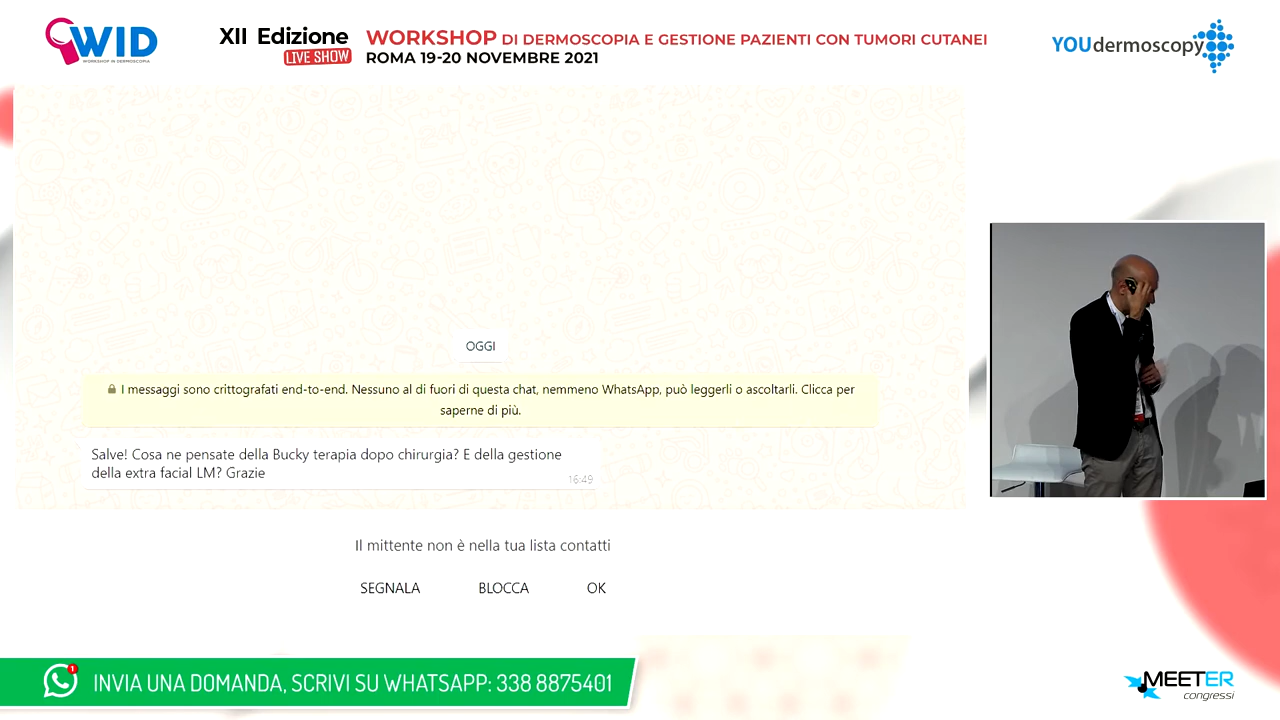 WID
WORKSHOP IN DERMOSCOPIA
XII Edizione
LIVE SHOW
WORKSHOP DI DERMOSCOPIA E GESTIONE PAZIENTI CON TUMORI CUTANEI
ROMA 19-20 NOVEMBRE 2021
YOUdermoscopy
OGGI
I messaggi sono crittografati end-to-end. Nessuno al di fuori di questa chat, nemmeno WhatsApp, può leggerli o ascoltarli. Clicca per
saperne di più.
Salve! Cosa ne pensate della Bucky terapia dopo chirurgia? E della gestione
della extra facial LM? Grazie
16:49
Il mittente non è nella tua lista contatti
SEGNALA BLOCCA OK
1
INVIA UNA DOMANDA, SCRIVI SU WHATSAPP: 338 8875401
MEETER
congressi